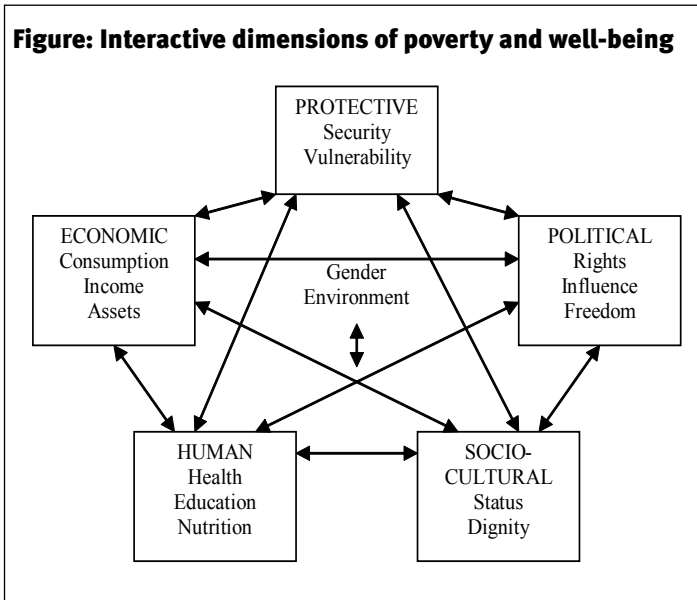 Figure: Interactive dimensions of poverty and well-being
PROTECTIVE
Security
Vulnerability
ECONOMIC
Consumption
Income
Assets
POLITICAL
Rights
Influence
Freedom
Gender
Environment
HUMAN
Health
Education
Nutrition
SOCIO-
CULTURAL
Status
Dignity